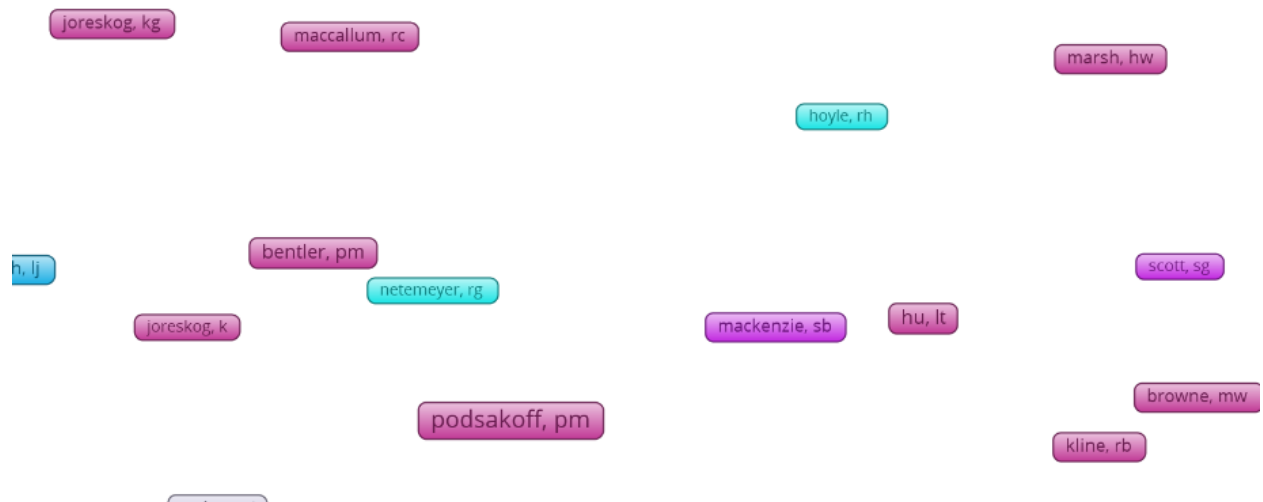 joreskog, kg
maccallum, rc
marsh, hw
hoyle, rh
bentler, pm
h, lj
scott, sg
netemeyer, rg
hu, lt
mackenzie, sb
joreskog, k
browne, mw
podsakoff, pm
kline, rb